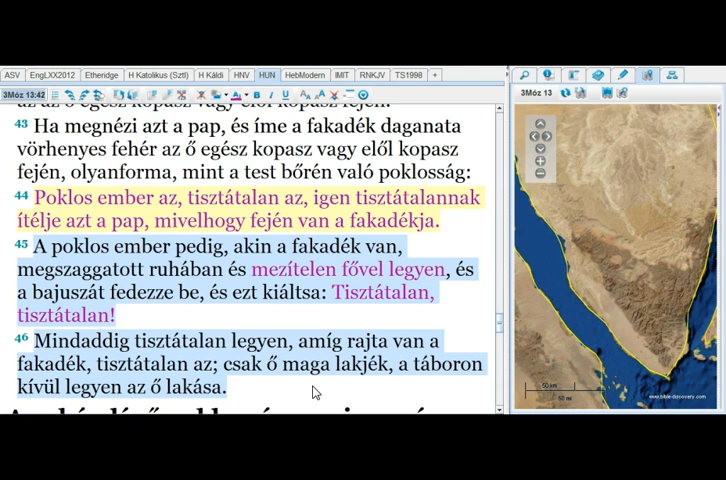 ASV EngLXX2012 Etheridge H Katolikus (SztI) H Káldi HNV HUN HebModern IMIT RNKJV TS1998 +
3Móz 13:42
3Móz 13
43 Ha megnézi azt a pap, és íme a fakadék daganata
vörhenyes fehér az ő egész kopasz vagy elől kopasz
fején, olyanforma, mint a test bőrén való poklosság:
44 Poklos ember az, tisztátalan az, igen tisztátalannak
ítélje azt a pap, mivelhogy fején van a fakadékja.
45 A poklos ember pedig, akin a fakadék van,
megszaggatott ruhában és mezítelen fővel legyen, és
a bajuszát fedezze be, és ezt kiáltsa: Tisztátalan,
tisztátalan!
46 Mindaddig tisztátalan legyen, amíg rajta van a
fakadék, tisztátalan az; csak ő maga lakjék, a táboron
kívül legyen az ő lakása.
50 km
50 mi
www.bible-discovery.com